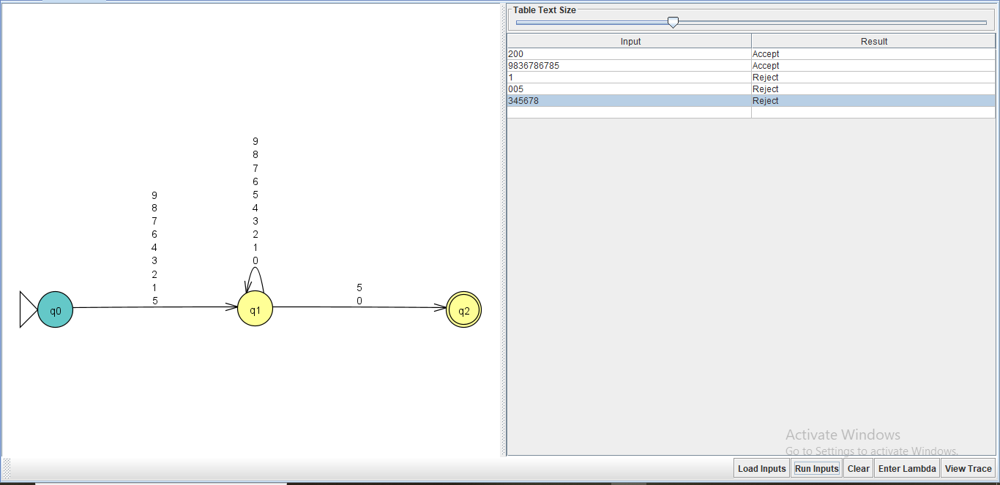 Table Text Size
Input Result
200 Accept
9836786785 Accept
1 Reject
005 Reject
345678 Reject
9
8
7
6
5
4
3
2
1
0
9
8
7
6
4
3
2
1
5
5
0
q0
q1
q2
Activate Windows
Go to Settings to activate Windows.
Load Inputs Run Inputs Clear Enter Lambda View Trace